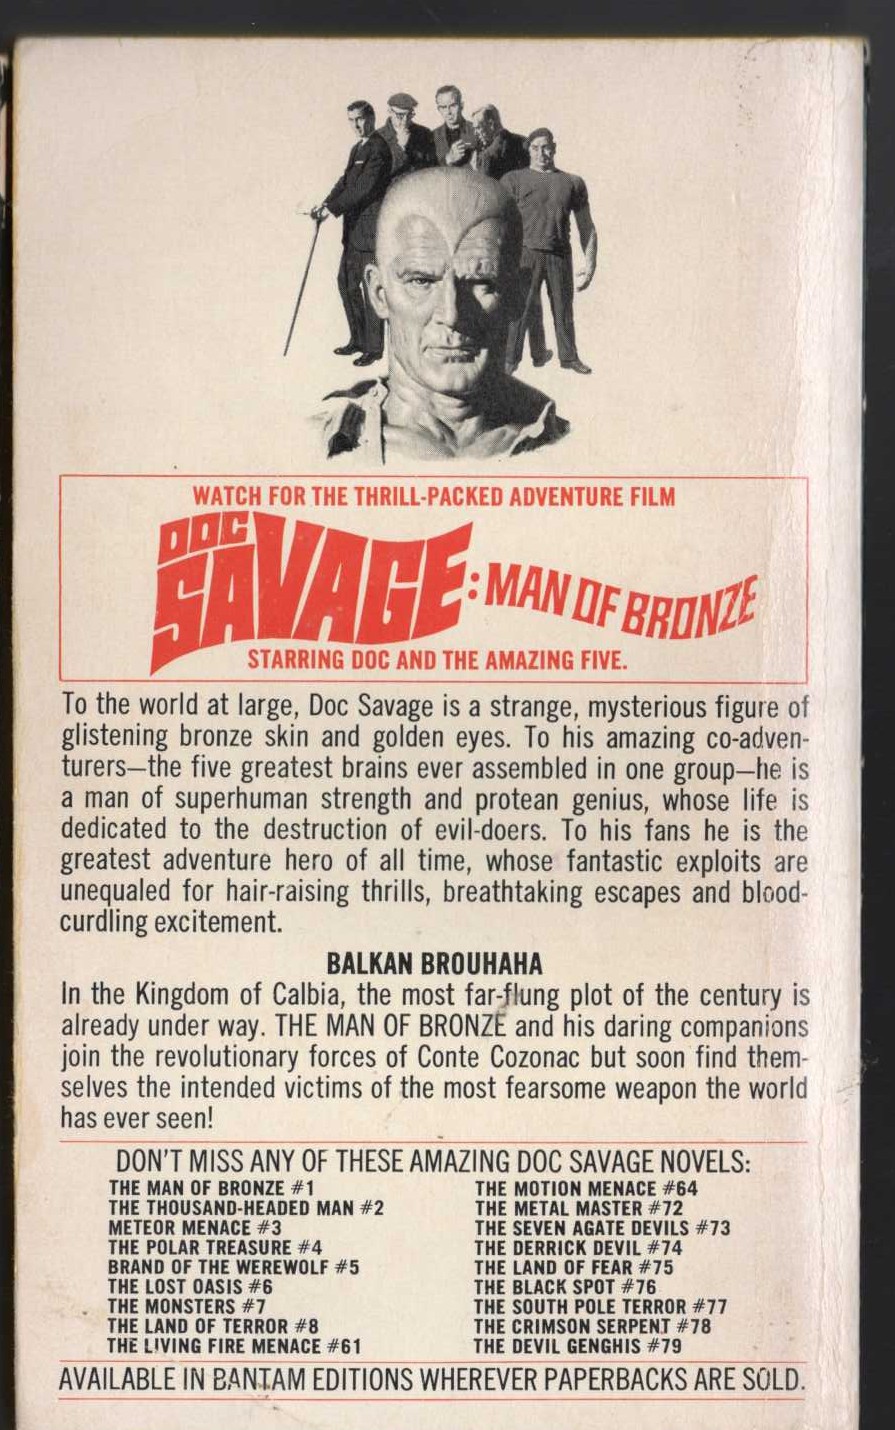 WATCH FOR THE THRILL-PACKED ADVENTURE FILM
DOC
SAVAGE: MAN OF BRONZE
STARRING DOC AND THE AMAZING FIVE.
To the world at large, Doc Savage is a strange, mysterious figure of
glistening bronze skin and golden eyes. To his amazing co-adven-
turers—the five greatest brains ever assembled in one group—he is
a man of superhuman strength and protean genius, whose life is
dedicated to the destruction of evil-doers. To his fans he is the
greatest adventure hero of all time, whose fantastic exploits are
unequaled for hair-raising thrills, breathtaking escapes and blood-
curdling excitement.
BALKAN BROUHAHA
In the Kingdom of Calbia, the most far-flung plot of the century is
already under way. THE MAN OF BRONZE and his daring companions
join the revolutionary forces of Conte Cozonac but soon find them-
selves the intended victims of the most fearsome weapon the world
has ever seen!
DON'T MISS ANY OF THESE AMAZING DOC SAVAGE NOVELS:
THE MAN OF BRONZE #1
THE THOUSAND-HEADED MAN #2
METEOR MENACE #3
THE POLAR TREASURE #4
BRAND OF THE WEREWOLF #5
THE LOST OASIS #6
THE MONSTERS #7
THE LAND OF TERROR #8
THE LIVING FIRE MENACE #61
THE MOTION MENACE #64
THE METAL MASTER #72
THE SEVEN AGATE DEVILS #73
THE DERRICK DEVIL #74
THE LAND OF FEAR #75
THE BLACK SPOT #76
THE SOUTH POLE TERROR #77
THE CRIMSON SERPENT #78
THE DEVIL GENGHIS #79
AVAILABLE IN BANTAM EDITIONS WHEREVER PAPERBACKS ARE SOLD.